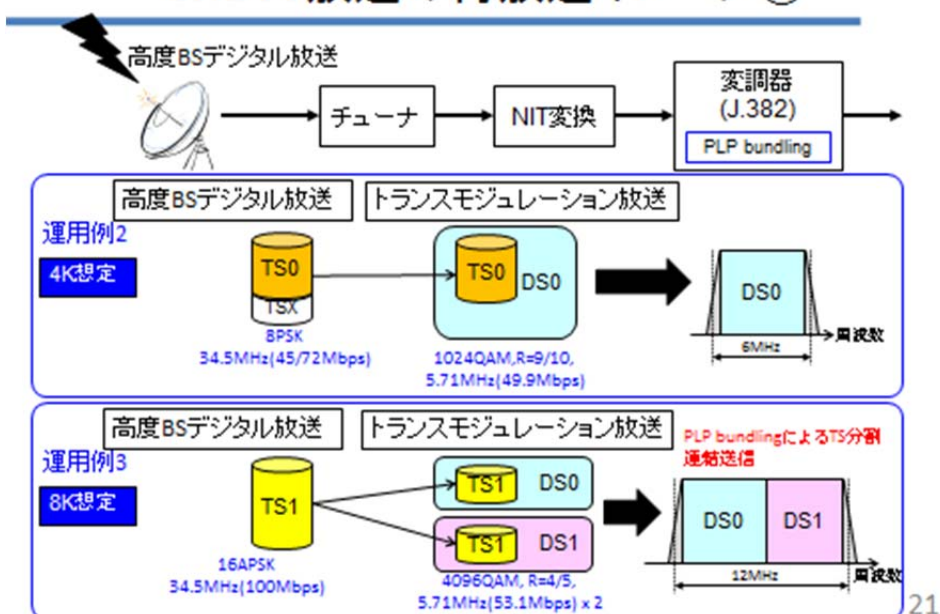 高度BSデジタル放送
チューナ
NIT変換
変調器
(J.382)
PLP bundling
高度BSデジタル放送
トランスモジュレーション放送
運用例2
4K想定
TS0
TSX
8PSK
34.5MHz(45/72Mbps)
TS0
DS0
1024QAM,R=9/10,
5.71MHz(49.9Mbps)
DS0
周波数
6MHz
高度BSデジタル放送
トランスモジュレーション放送
運用例3
8K想定
TS1
16APSK
34.5MHz(100Mbps)
TS1
DS0
TS1
DS1
4096QAM, R=4/5,
5.71MHz(53.1Mbps) x 2
PLP bundlingによるTS分割
連結送信
DS0
DS1
12MHz
周波数
21